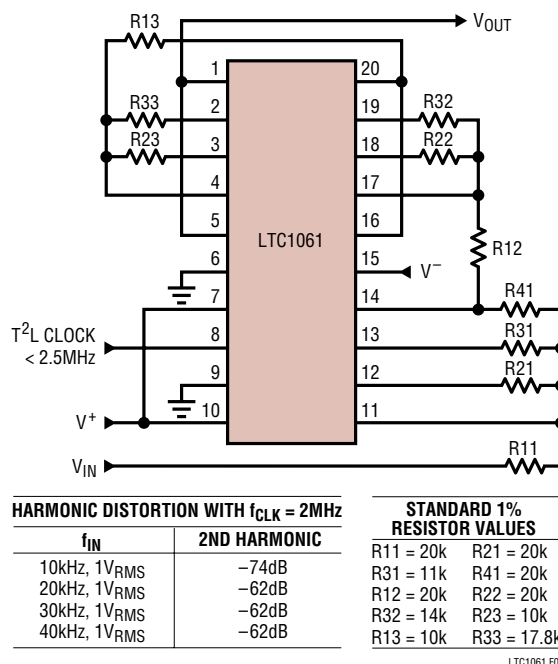 R13
V_OUT
1 20
R33 2 19 R32
R23 3 18 R22
4 17
5 16
LTC1061
R12
6 15 V⁻
7 14 R41
T²L CLOCK
< 2.5MHz
8 13 R31
9 12 R21
V⁺ 10 11
V_IN R11
HARMONIC DISTORTION WITH f_CLK = 2MHz
f_IN 2ND HARMONIC
10kHz, 1V_RMS –74dB
20kHz, 1V_RMS –62dB
30kHz, 1V_RMS –62dB
40kHz, 1V_RMS –62dB
STANDARD 1%
RESISTOR VALUES
R11 = 20k R21 = 20k
R31 = 11k R41 = 20k
R12 = 20k R22 = 20k
R32 = 14k R23 = 10k
R13 = 10k R33 = 17.8k
LTC1061